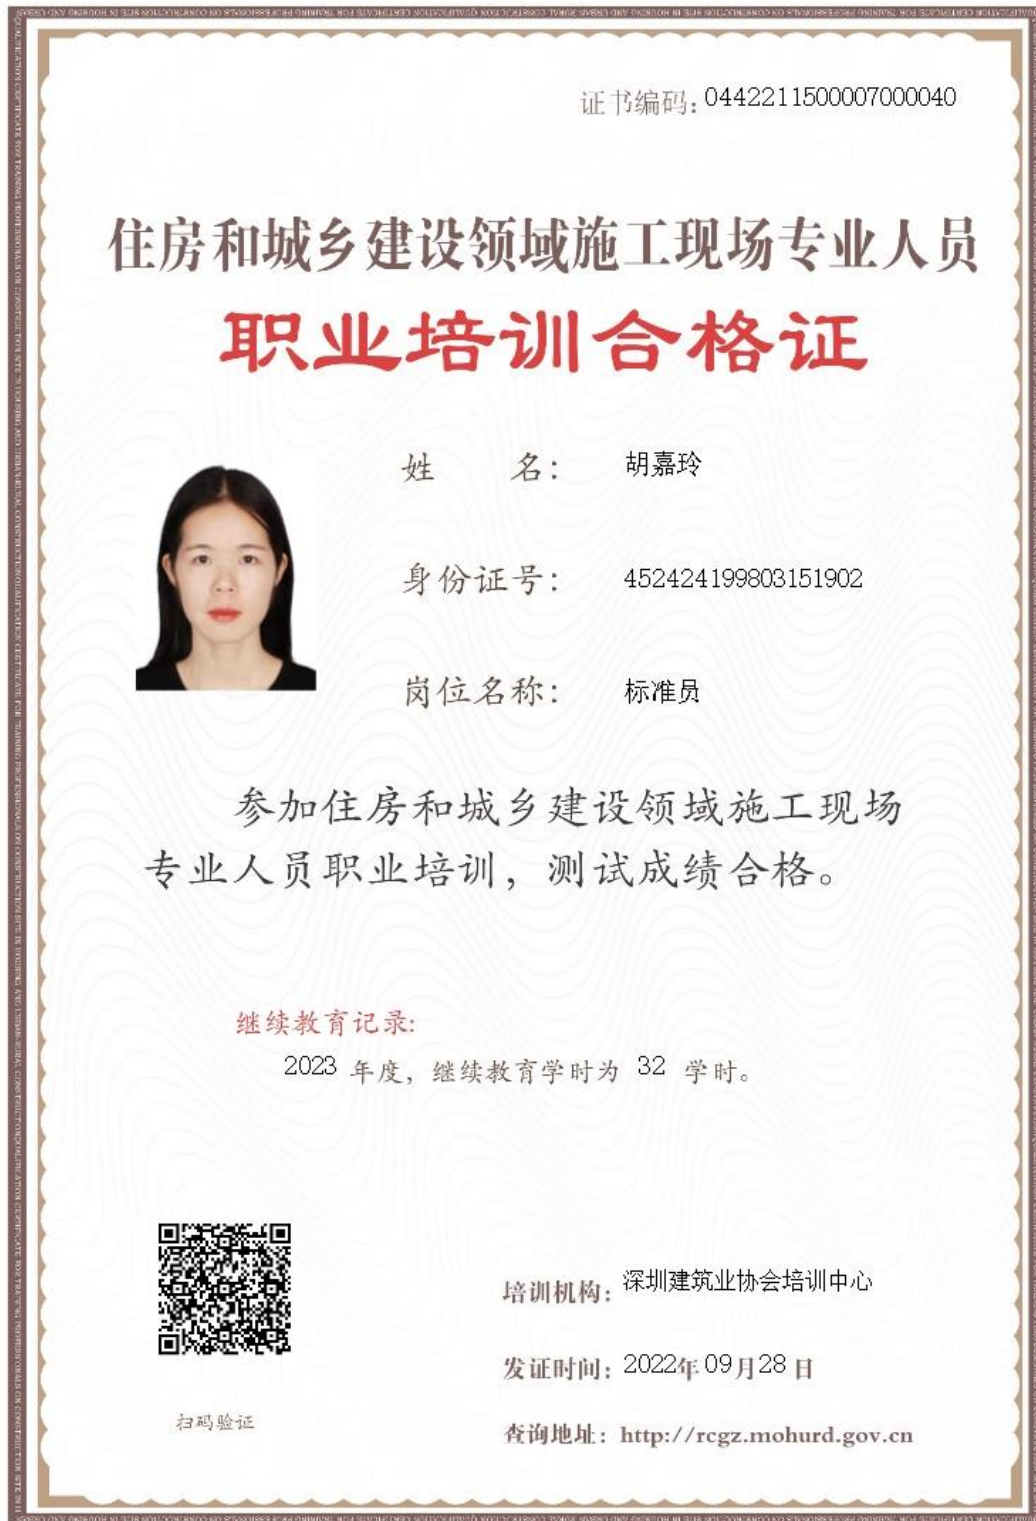 证书编码：0442211500007000040
住房和城乡建设领域施工现场专业人员
职业培训合格证
姓名： 胡嘉玲
身份证号： 452424199803151902
岗位名称： 标准员
参加住房和城乡建设领域施工现场
专业人员职业培训，测试成绩合格。
继续教育记录:
2023 年度，继续教育学时为 32 学时。
培训机构：深圳建筑业协会培训中心
发证时间：2022年09月28日
扫码验证
查询地址：http://rcgz.mohurd.gov.cn